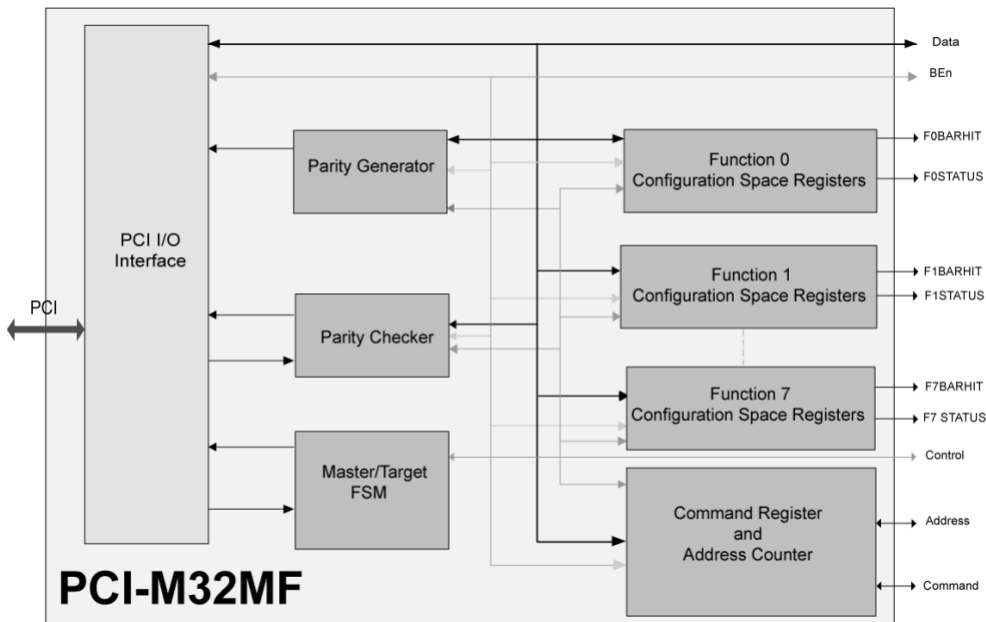 Data
BEn
Parity Generator
Function 0
Configuration Space Registers
F0BARHIT
F0STATUS
PCI I/O
Interface
Function 1
Configuration Space Registers
F1BARHIT
F1STATUS
PCI
Parity Checker
Function 7
Configuration Space Registers
F7BARHIT
F7 STATUS
Master/Target
FSM
Control
Command Register
and
Address Counter
Address
Command
PCI-M32MF